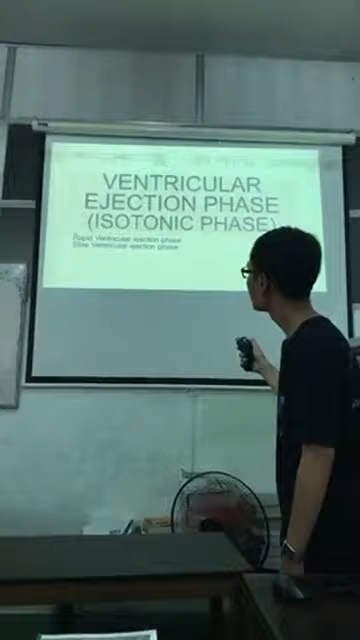 VENTRICULAR
EJECTION PHASE
(ISOTONIC PHASE)
Rapid Ventricular ejection phase
Slow Ventricular ejection phase